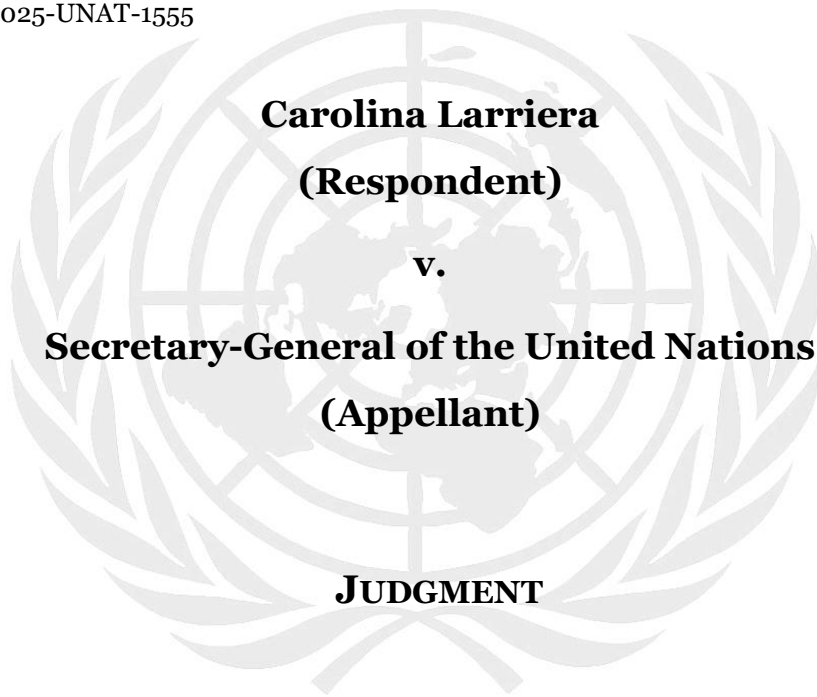 025-UNAT-1555
Carolina Larriera
(Respondent)
v.
Secretary-General of the United Nations
(Appellant)
JUDGMENT